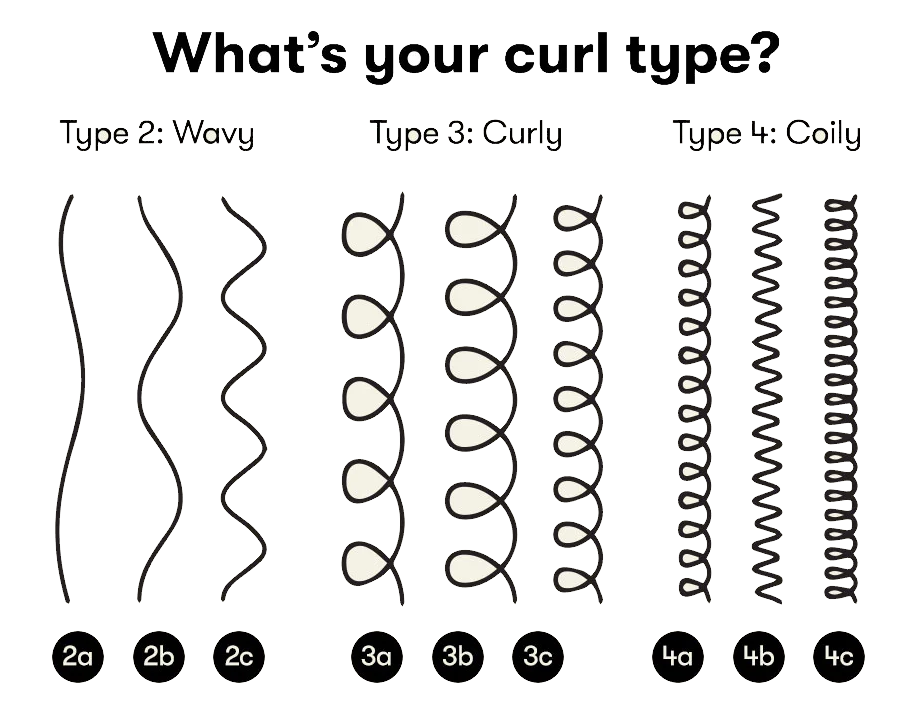 What's your curl type?
Type 2: Wavy Type 3: Curly Type 4: Coily
2a 2b 2c 3a 3b 3c 4a 4b 4c